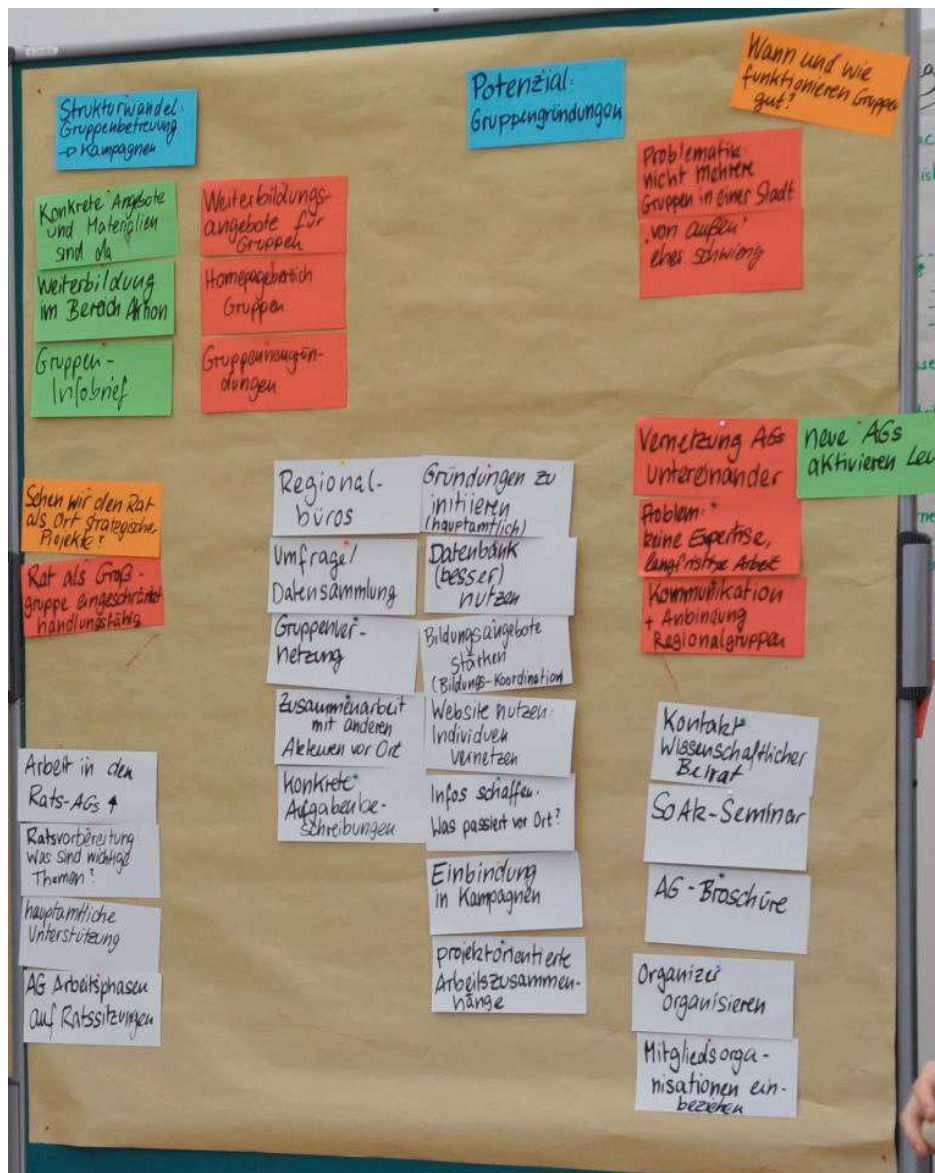 Strukturwandel:
Gruppenbetreuung
→ Kampagnen
Potenzial:
Gruppengründungen
Wann und wie
funktionieren Gruppen
gut?
Konkrete Angebote
und Materialien
sind da
Weiterbildung
im Bereich Aktion
Gruppen-
Infobrief
Weiterbildungs-
angebote für
Gruppen
Homepagebereich
Gruppen
Gruppenneugrün-
dungen
Problematik:
nicht mehrere
Gruppen in einer Stadt
"von außen"
eher schwierig
Vernetzung AGs
untereinander
neue AGs
aktivieren
Problem:
keine Expertise,
langfristige Arbeit
Kommunikation
+ Anbindung
Regionalgruppen
Sehen wir den Rat
als Ort strategischer
Projekte?
Rat als Groß-
gruppe eingeschränkt
handlungsfähig
Regional-
büros
Umfrage/
Datensammlung
Gruppenver-
netzung
Zusammenarbeit
mit anderen
Akteuren vor Ort
Konkrete
Aufgabenbe-
schreibungen
Gründungen zu
initiieren
(hauptamtlich)
Datenbank
(besser)
nutzen
Bildungsangebote
stärken
(Bildungs-Koordination
Website nutzen:
Individuen
vernetzen
Infos schaffen.
Was passiert vor Ort?
Einbindung
in Kampagnen
projektorientierte
Arbeitszusammen-
hänge
Kontakt
Wissenschaftlicher
Beirat
SoAk-Seminar
AG-Broschüre
Organizer
organisieren
Mitgliedsorga-
nisationen ein-
beziehen
Arbeit in den
Rats-AGs ↑
Ratsvorbereitung
Was sind wichtige
Themen?
hauptamtliche
Unterstützung
AG Arbeitsphasen
auf Ratssitzungen